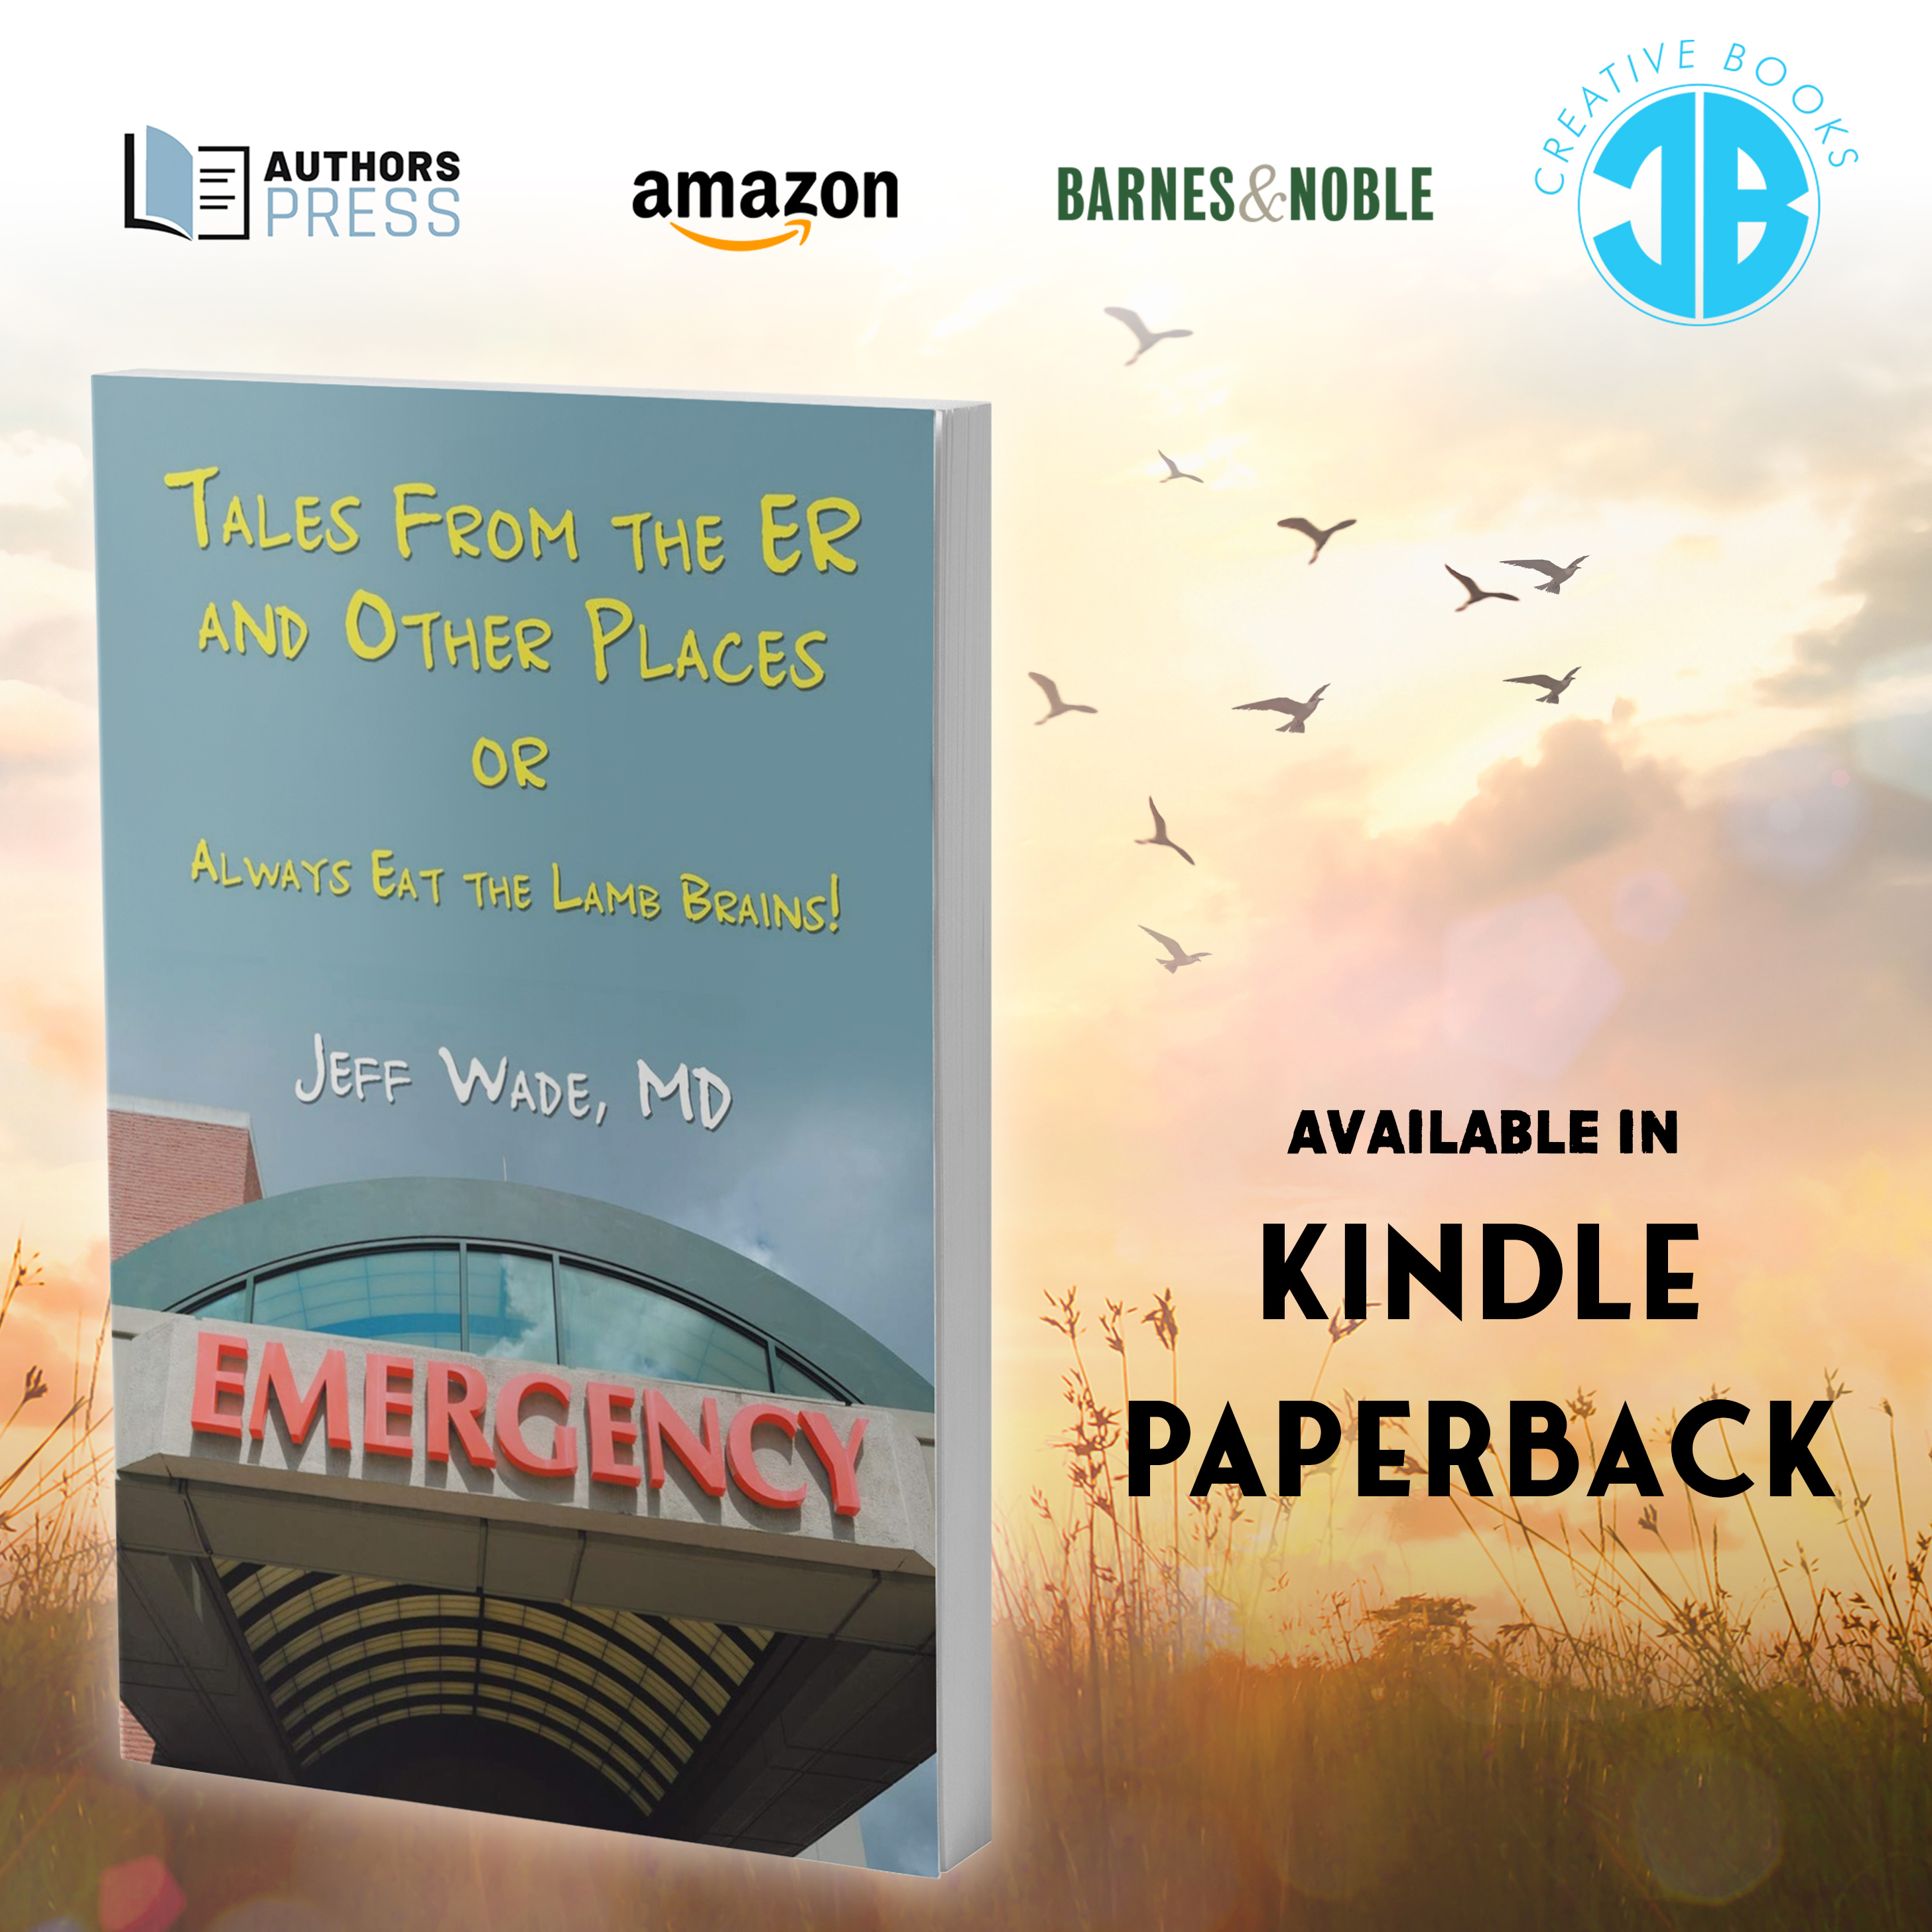 CREATIVE BOOKS
CB
AUTHORS
PRESS
amazon
BARNES&NOBLE
TALES FROM THE ER
AND OTHER PLACES
OR
ALWAYS EAT THE LAMB BRAINS!
JEFF WADE, MD
EMERGENCY
AVAILABLE IN
KINDLE
PAPERBACK